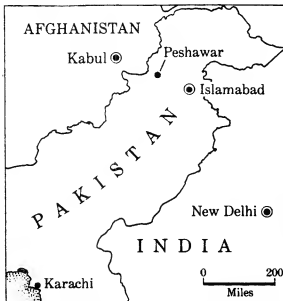 AFGHANISTAN
Peshawar
Kabul
Islamabad
PAKISTAN
New Delhi
INDIA
0 200
Miles
Karachi